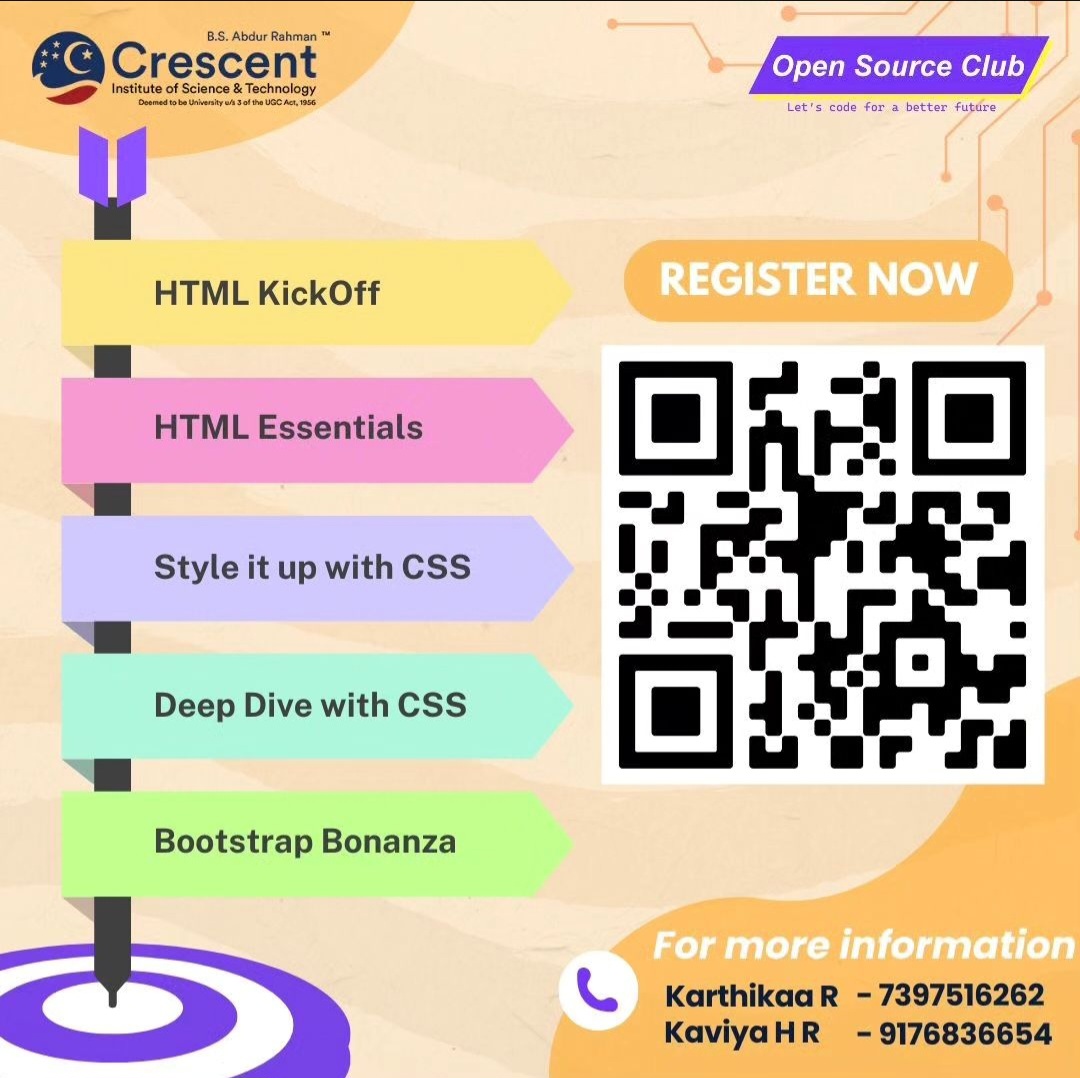 B.S. Abdur Rahman ™
Crescent
Institute of Science & Technology
Deemed to be University u/s 3 of the UGC Act, 1956
Open Source Club
Let's code for a better future
HTML KickOff
HTML Essentials
Style it up with CSS
Deep Dive with CSS
Bootstrap Bonanza
REGISTER NOW
For more information
Karthikaa R - 7397516262
Kaviya H R - 9176836654